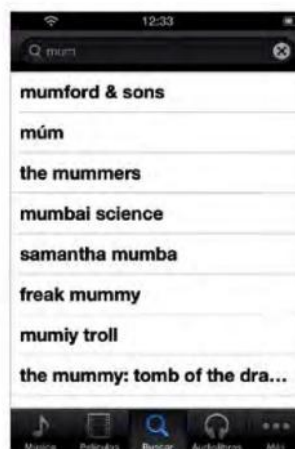 12:33
mum
mumford & sons
múm
the mummers
mumbai science
samantha mumba
freak mummy
mumiy troll
the mummy: tomb of the dra...
Música Películas Buscar Audiolibros Más